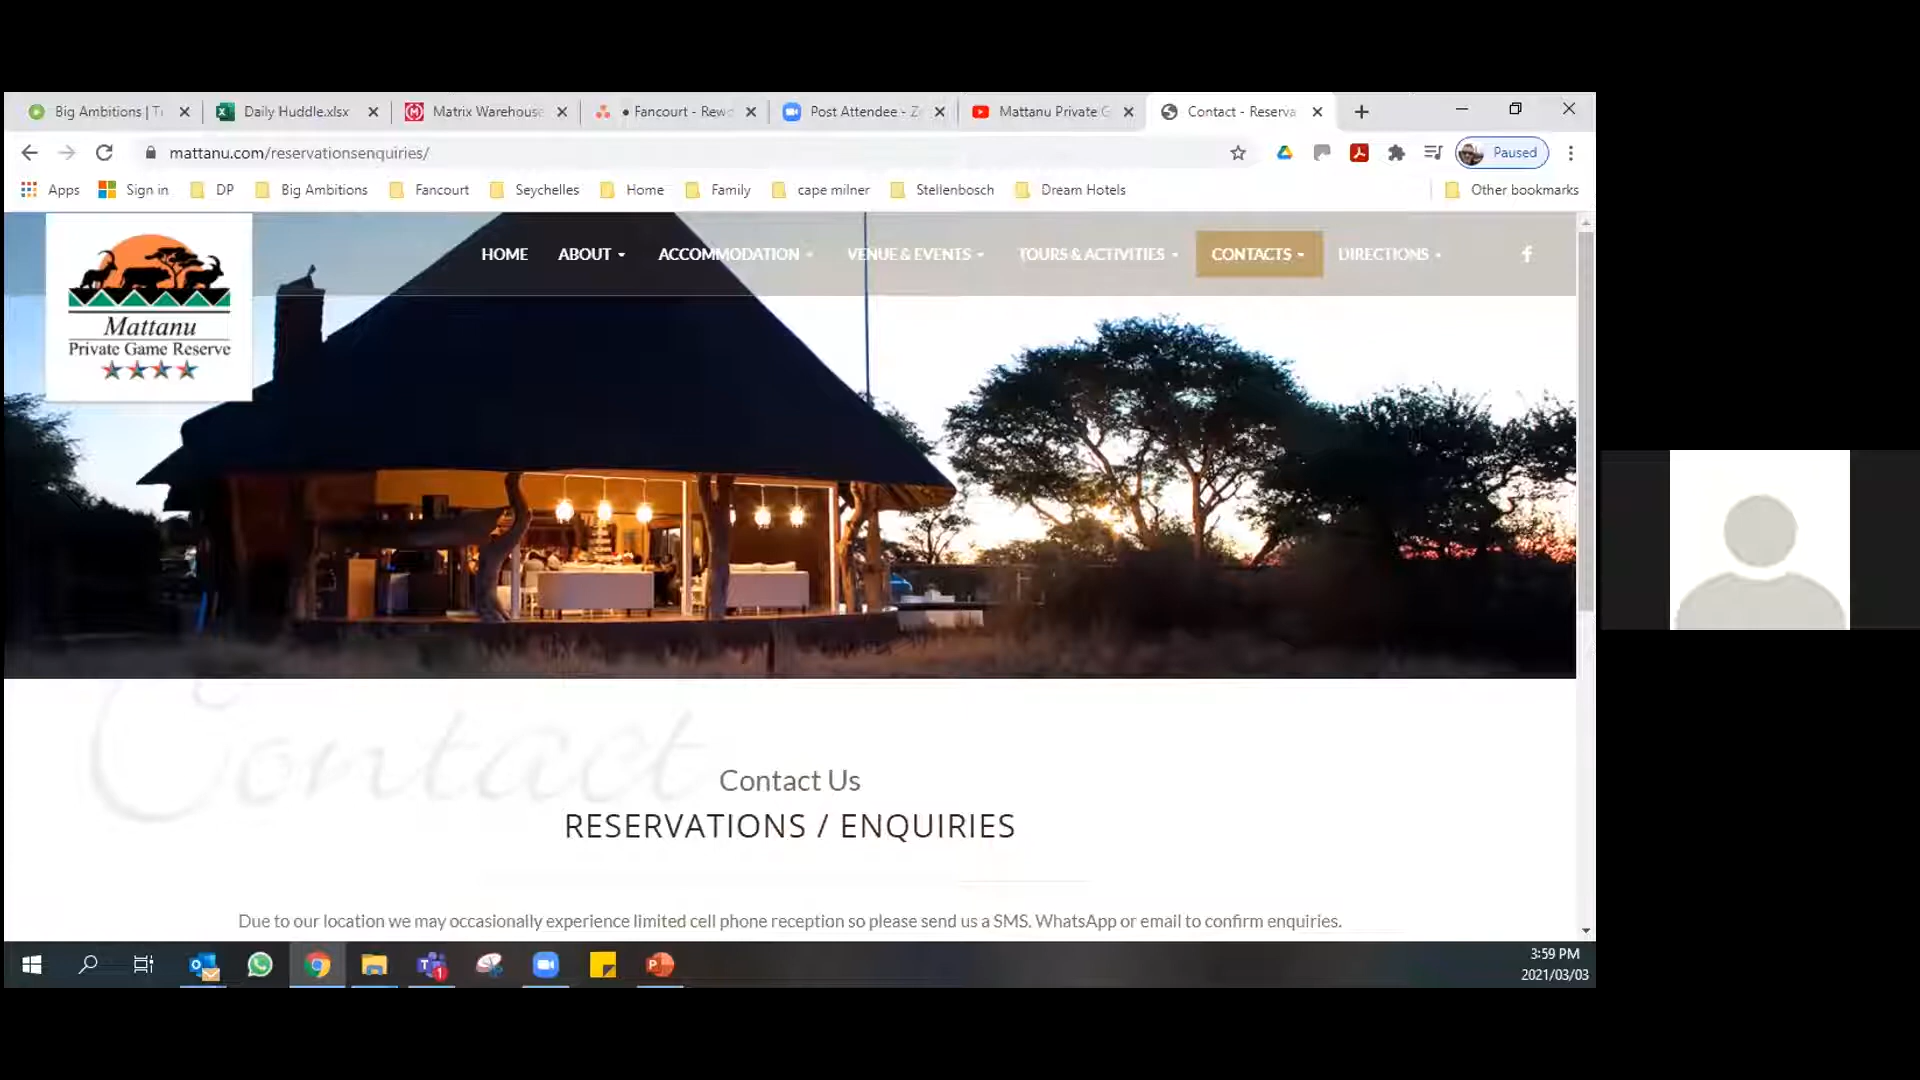 Big Ambitions | Ti
Daily Huddle.xlsx
Matrix Warehouse
• Fancourt - Rewo
Post Attendee - Zo
Mattanu Private G
Contact - Reserva
mattanu.com/reservationsenquiries/
Paused
Apps
Sign in
DP
Big Ambitions
Fancourt
Seychelles
Home
Family
cape milner
Stellenbosch
Dream Hotels
Other bookmarks
Mattanu
Private Game Reserve
HOME
ABOUT
ACCOMMODATION
VENUE & EVENTS
TOURS & ACTIVITIES
CONTACTS
DIRECTIONS
Contact
Contact Us
RESERVATIONS / ENQUIRIES
Due to our location we may occasionally experience limited cell phone reception so please send us a SMS. WhatsApp or email to confirm enquiries.
3:59 PM
2021/03/03